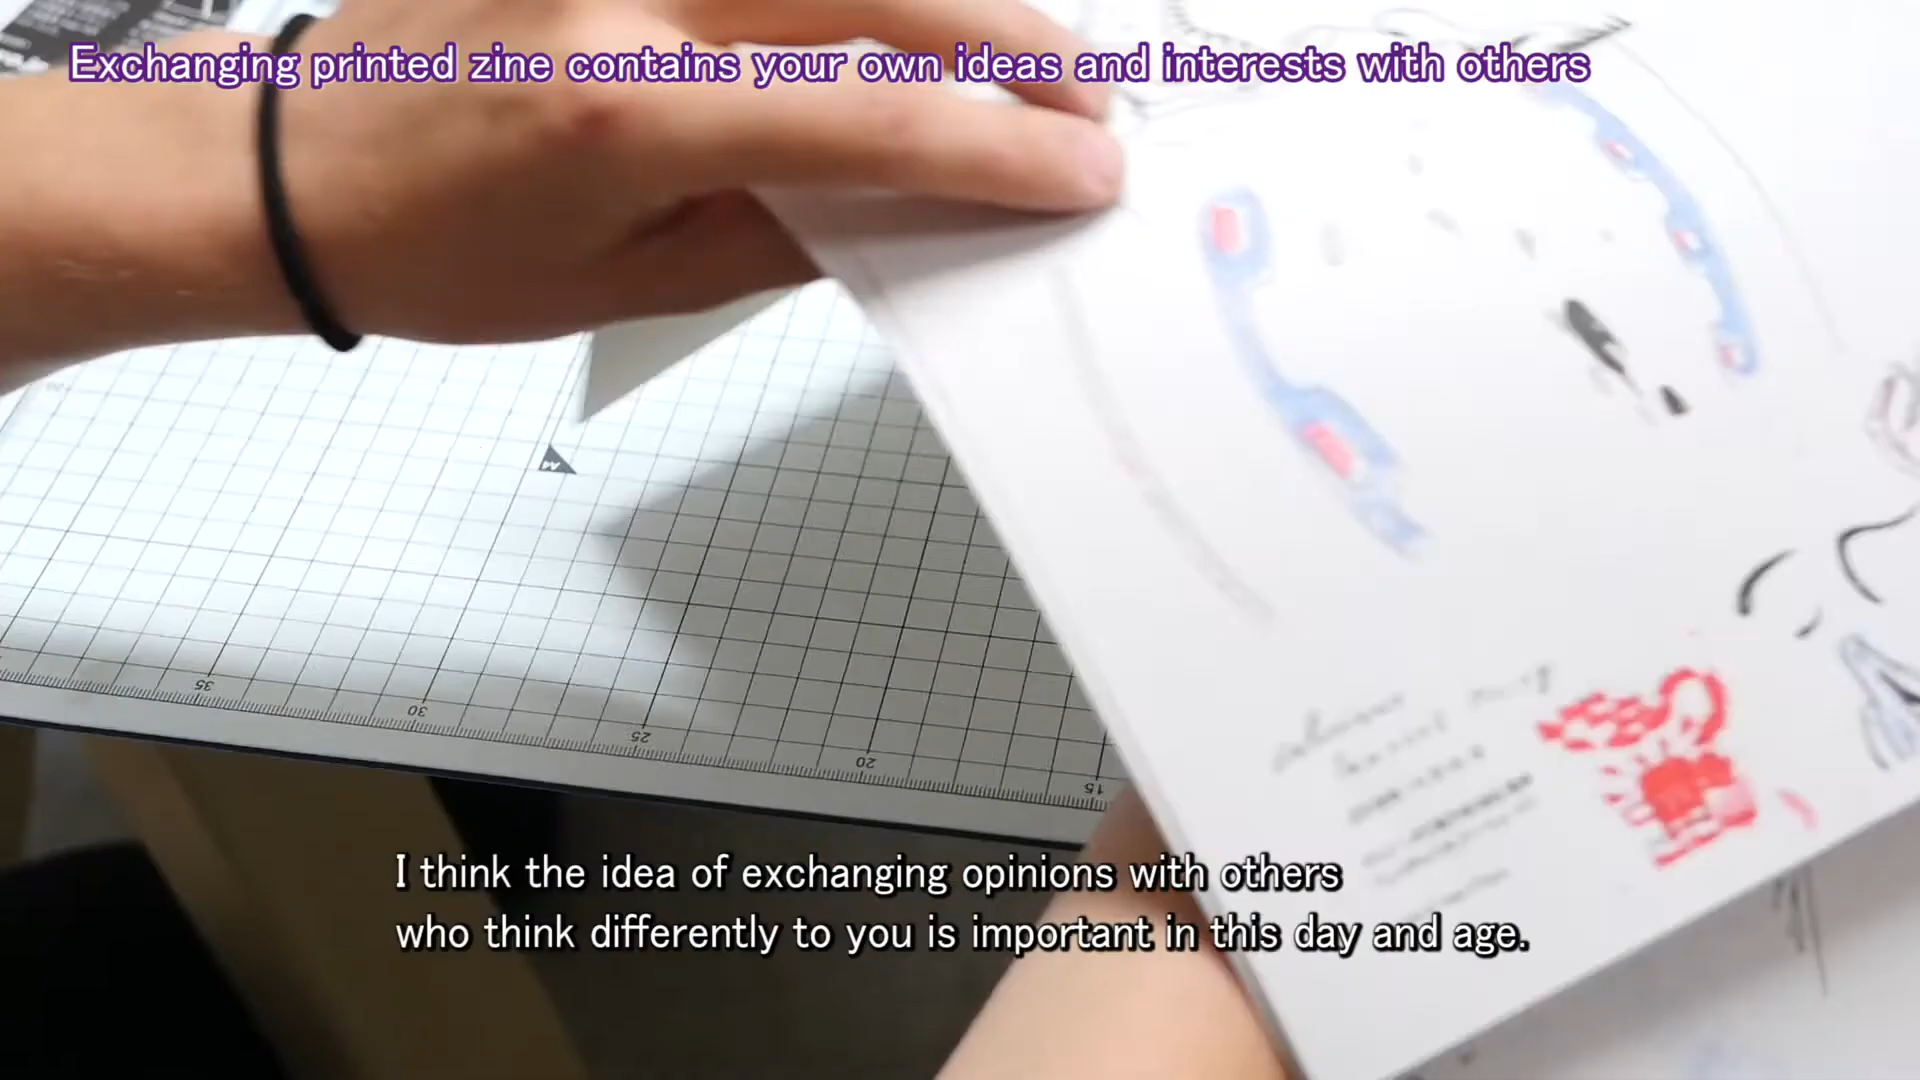 Exchanging printed zine contains your own ideas and interests with others
A4
35
30
25
20
15
I think the idea of exchanging opinions with others
who think differently to you is important in this day and age.